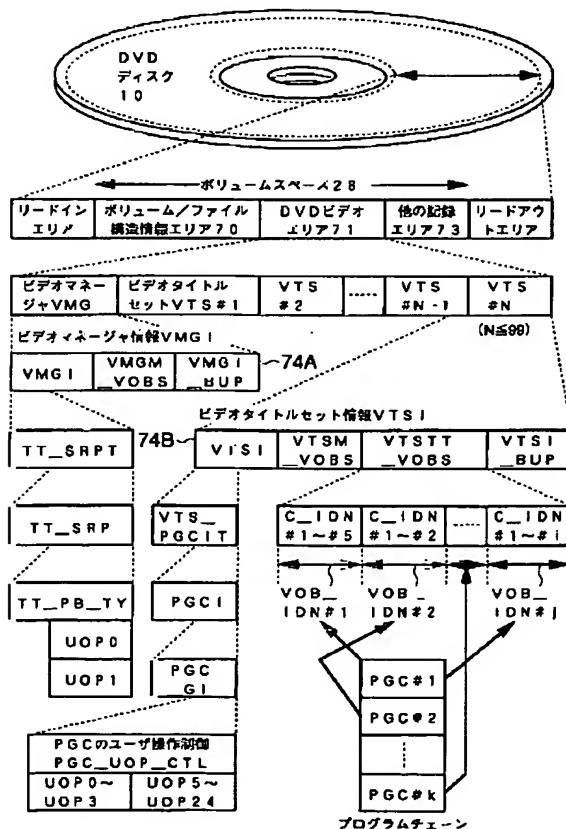 DVD
ディスク
10
ボリュームスペース28
リードイン
エリア
ボリューム/ファイル
構造情報エリア70
DVDビデオ
エリア71
他の記録
エリア73
リードアウ
トエリア
ビデオマネー
ジャVMG
ビデオタイトル
セットVTS#1
VTS
#2
VTS
#N-1
VTS
#N
(N≦99)
ビデオマネージャ情報VMGI
VMGI
VMGM
_VOBS
VMGI
_BUP
74A
ビデオタイトルセット情報VTSI
74B
VTSI
VTSM
_VOBS
VTSTT
_VOBS
VTSI
_BUP
TT_SRPT
TT_SRP
VTS_
PGCIT
C_IDN
#1~#5
C_IDN
#1~#2
C_IDN
#1~#i
VOB_
IDN#1
VOB_
IDN#2
VOB_
IDN#j
TT_PB_TY
UOP0
UOP1
PGCI
PGC
_GI
PGC#1
PGC#2
PGC#k
プログラムチェーン
PGCのユーザ操作制御
PGC_UOP_CTL
UOP0~
UOP3
UOP5~
UOP24